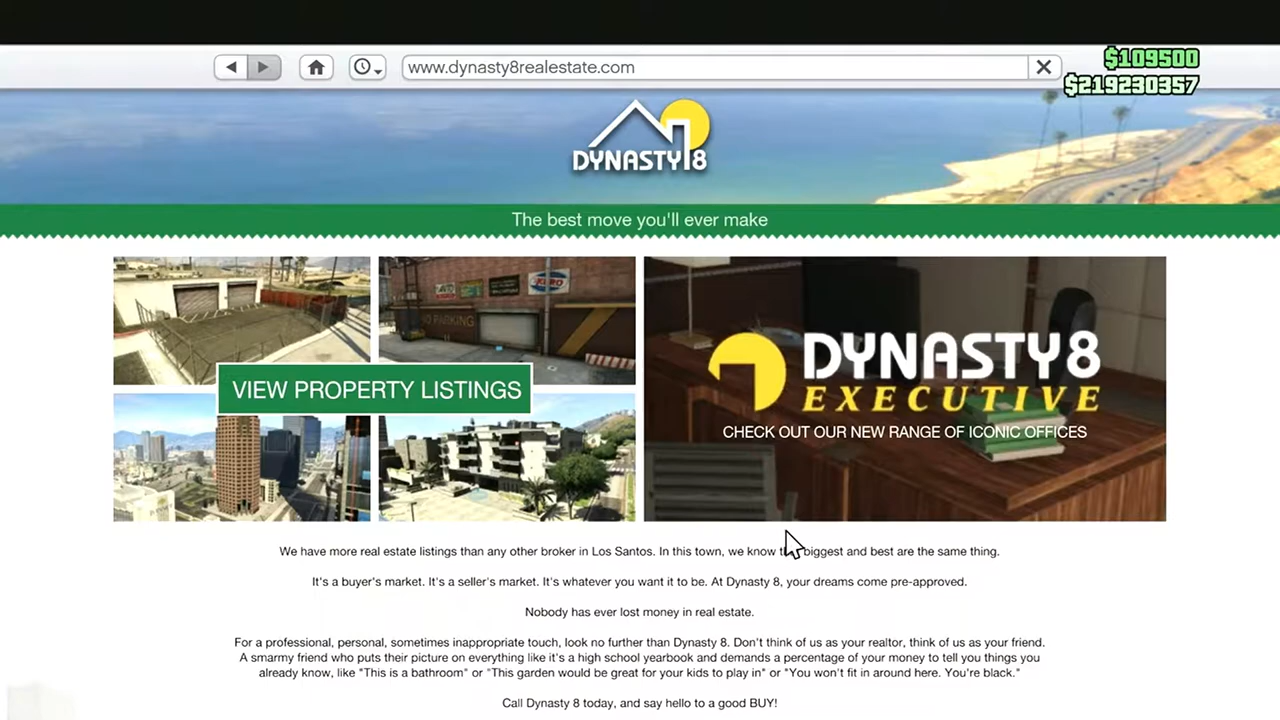 $109500
www.dynasty8realestate.com
$219230357
DYNASTY 8
The best move you'll ever make
XERO
NO PARKING
VIEW PROPERTY LISTINGS
DYNASTY8
EXECUTIVE
CHECK OUT OUR NEW RANGE OF ICONIC OFFICES
We have more real estate listings than any other broker in Los Santos. In this town, we know biggest and best are the same thing.
It's a buyer's market. It's a seller's market. It's whatever you want it to be. At Dynasty 8, your dreams come pre-approved.
Nobody has ever lost money in real estate.
For a professional, personal, sometimes inappropriate touch, look no further than Dynasty 8. Don't think of us as your realtor, think of us as your friend.
A smarmy friend who puts their picture on everything like it's a high school yearbook and demands a percentage of your money to tell you things you
already know, like "This is a bathroom" or "This garden would be great for your kids to play in" or "You won't fit in around here. You're black."
Call Dynasty 8 today, and say hello to a good BUY!